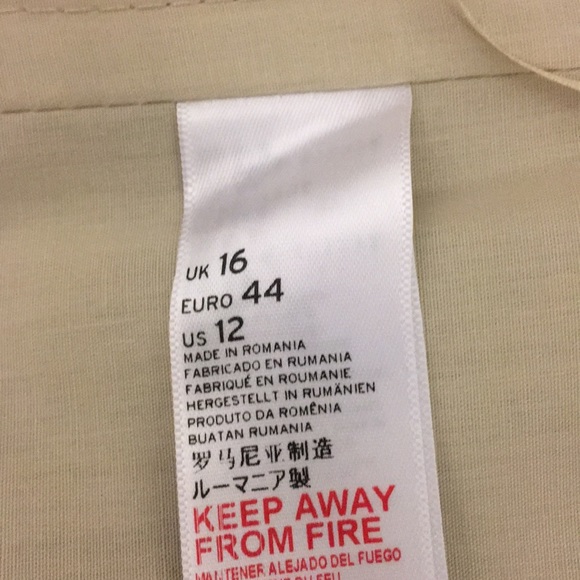 UK 16
EURO 44
US 12
MADE IN ROMANIA
FABRICADO EN RUMANIA
FABRIQUÉ EN ROUMANIE
HERGESTELLT IN RUMÄNIEN
PRODUTO DA ROMÊNIA
BUATAN RUMANIA
罗马尼亚制造
ルーマニア製
KEEP AWAY
FROM FIRE
MANTENER ALEJADO DEL FUEGO